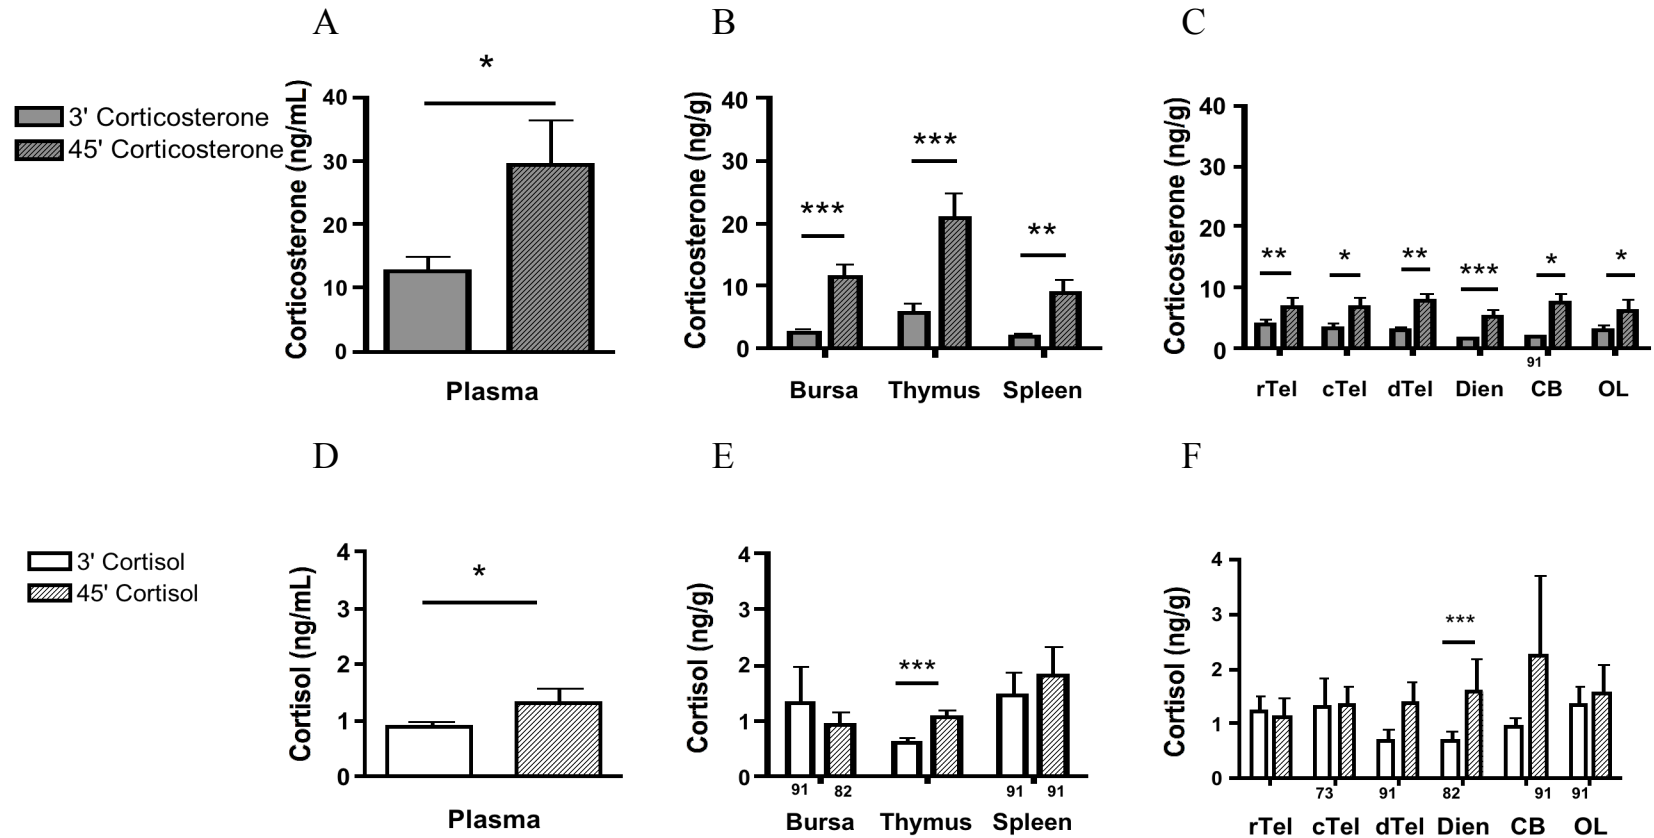 A
B
C
3' Corticosterone
45' Corticosterone
Corticosterone (ng/mL)
40
30
20
10
0
*
Plasma
Corticosterone (ng/g)
40
30
20
10
0
***
***
**
Bursa Thymus Spleen
Corticosterone (ng/g)
40
30
20
10
0
**
*
**
***
*
*
91
rTel cTel dTel Dien CB OL
D
E
F
3' Cortisol
45' Cortisol
Cortisol (ng/mL)
4
3
2
1
0
*
Plasma
Cortisol (ng/g)
4
3
2
1
0
***
91 82 91 91
Bursa Thymus Spleen
Cortisol (ng/g)
4
3
2
1
0
***
73 91 82 91 91
rTel cTel dTel Dien CB OL